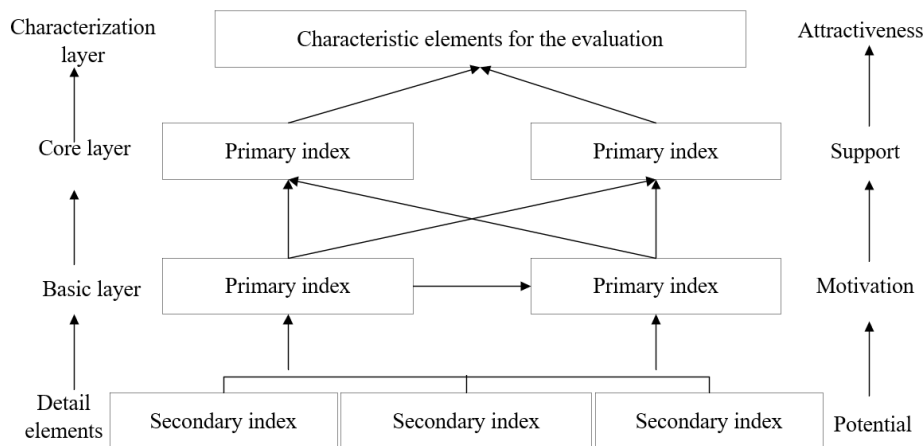 Characterization
layer
Characteristic elements for the evaluation
Attractiveness
Core layer
Primary index
Primary index
Support
Basic layer
Primary index
Primary index
Motivation
Detail
elements
Secondary index
Secondary index
Secondary index
Potential